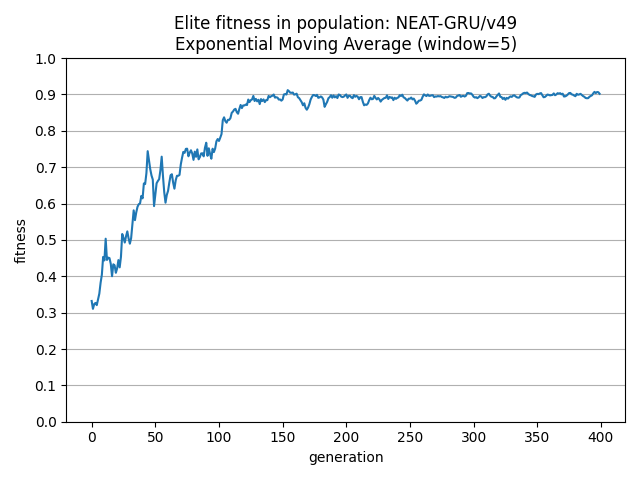 Elite fitness in population: NEAT-GRU/v49
Exponential Moving Average (window=5)
fitness
1.0
0.9
0.8
0.7
0.6
0.5
0.4
0.3
0.2
0.1
0.0
0 50 100 150 200 250 300 350 400
generation